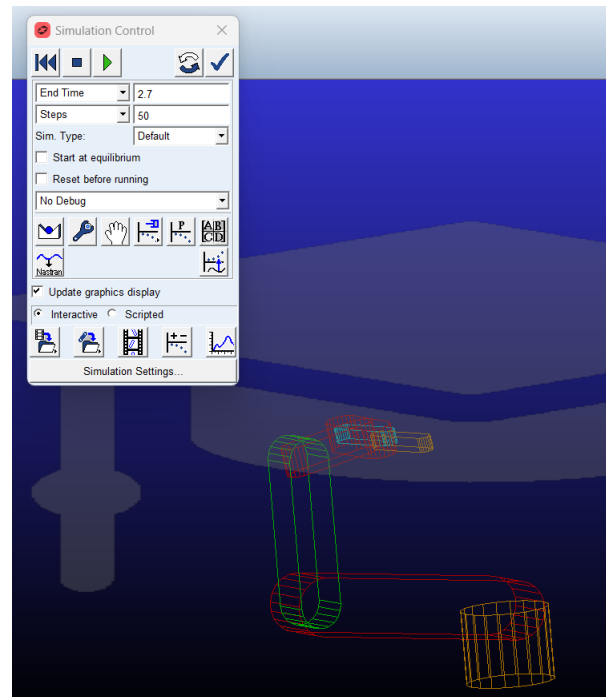 Simulation Control
End Time 2.7
Steps 50
Sim. Type: Default
Start at equilibrium
Reset before running
No Debug
P A B
C D
Nastran
Update graphics display
Interactive Scripted
Simulation Settings...